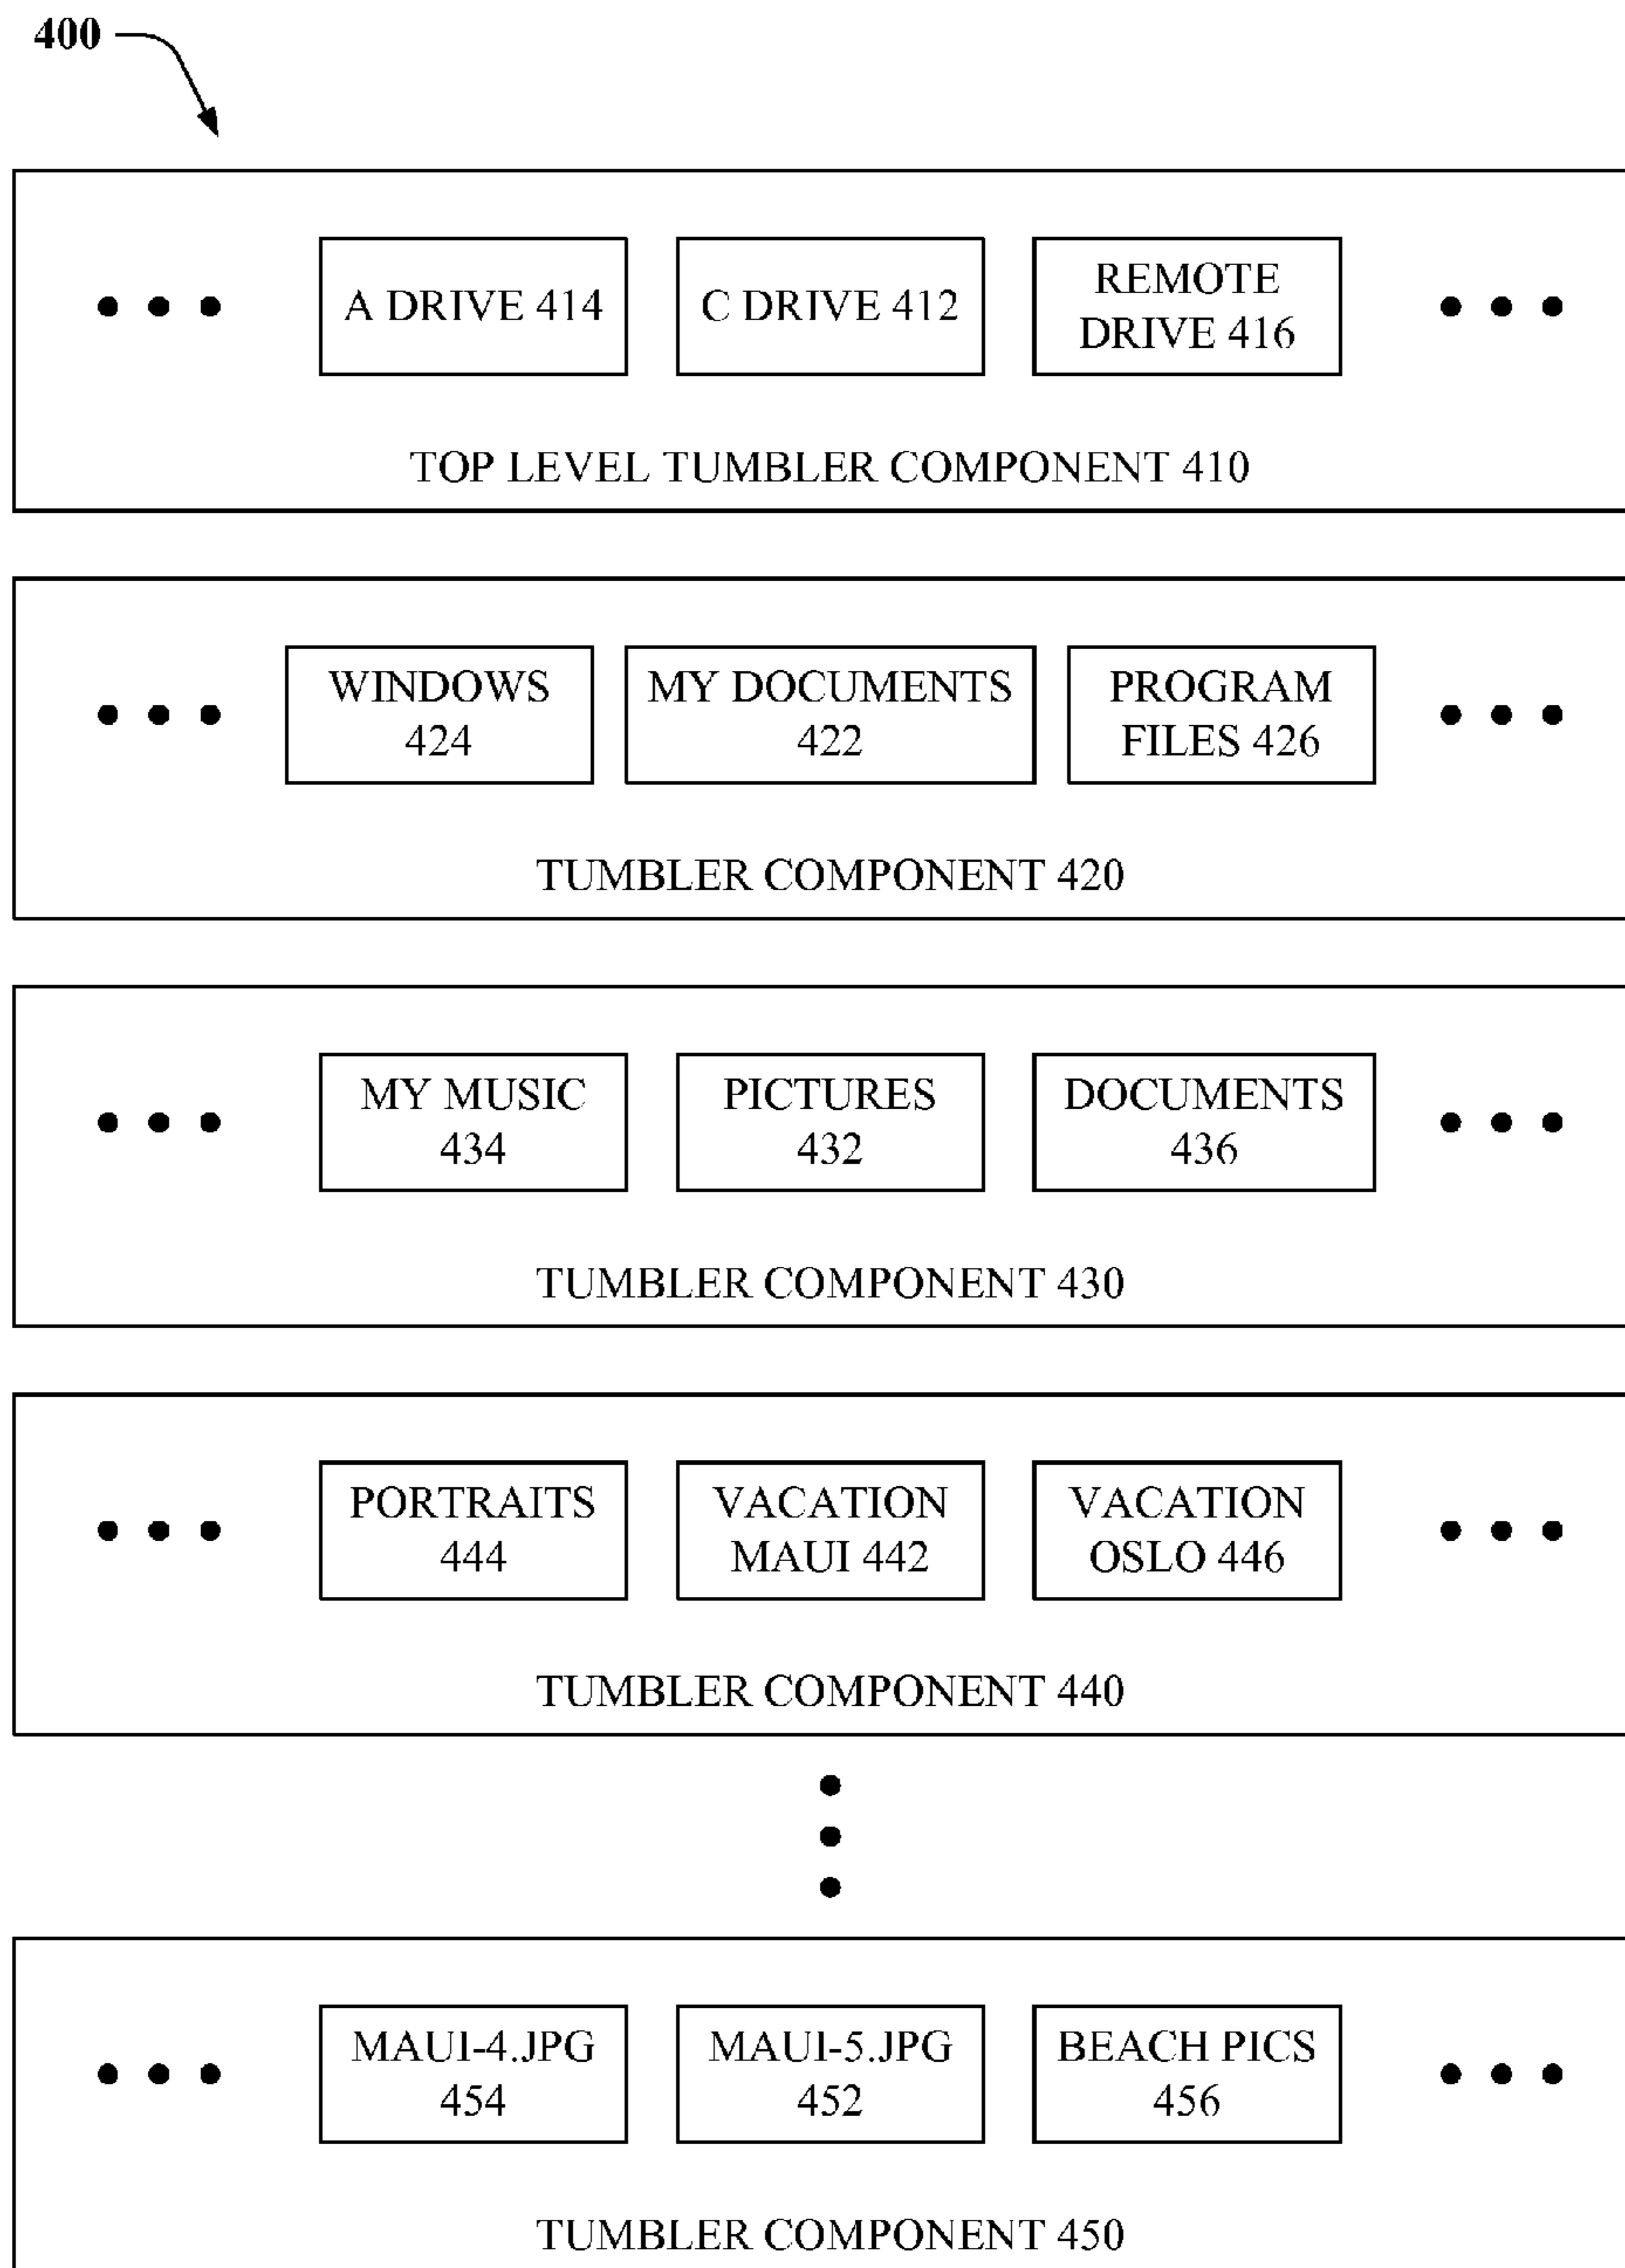 400
A DRIVE 414
C DRIVE 412
REMOTE
DRIVE 416
TOP LEVEL TUMBLER COMPONENT 410
WINDOWS
424
MY DOCUMENTS
422
PROGRAM
FILES 426
TUMBLER COMPONENT 420
MY MUSIC
434
PICTURES
432
DOCUMENTS
436
TUMBLER COMPONENT 430
PORTRAITS
444
VACATION
MAUI 442
VACATION
OSLO 446
TUMBLER COMPONENT 440
MAUI-4.JPG
454
MAUI-5.JPG
452
BEACH PICS
456
TUMBLER COMPONENT 450